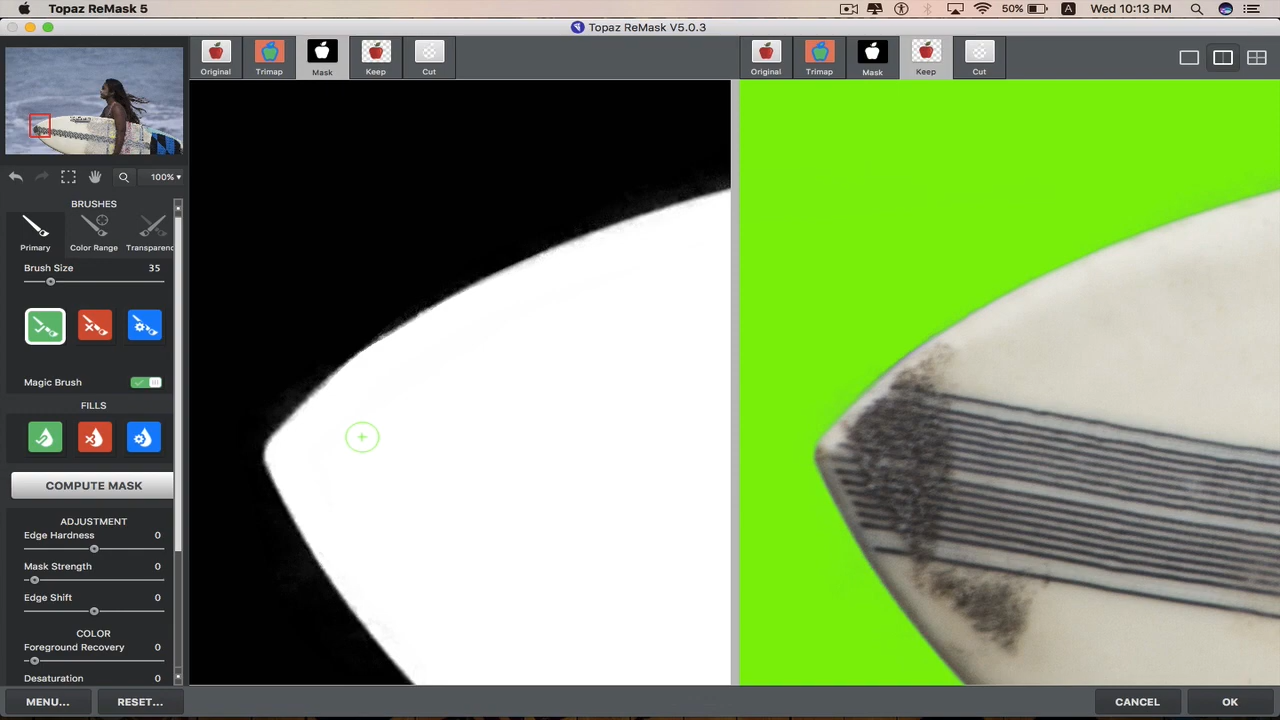 Topaz ReMask 5
50%
A
Wed 10:13 PM
Topaz ReMask V5.0.3
Original Trimap Mask Keep Cut
Original Trimap Mask Keep Cut
100%
BRUSHES
Primary Color Range Transparenc
Brush Size 35
Magic Brush
FILLS
COMPUTE MASK
ADJUSTMENT
Edge Hardness 0
Mask Strength 0
Edge Shift 0
COLOR
Foreground Recovery 0
Desaturation 0
MENU...
RESET...
CANCEL
OK